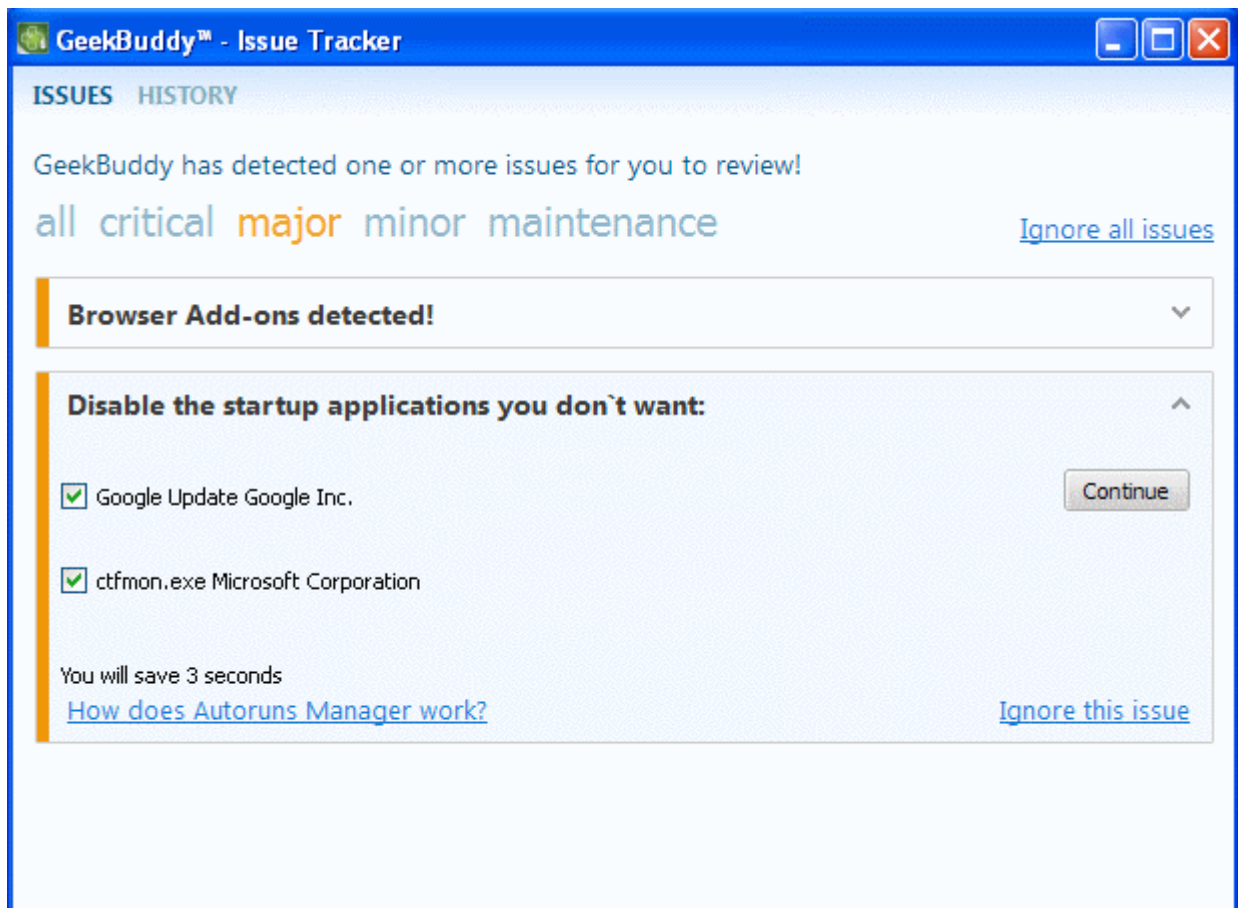 GeekBuddy™ - Issue Tracker
ISSUES HISTORY
GeekBuddy has detected one or more issues for you to review!
all critical major minor maintenance Ignore all issues
Browser Add-ons detected!
Disable the startup applications you don`t want:
Google Update Google Inc. Continue
ctfmon.exe Microsoft Corporation
You will save 3 seconds
How does Autoruns Manager work? Ignore this issue